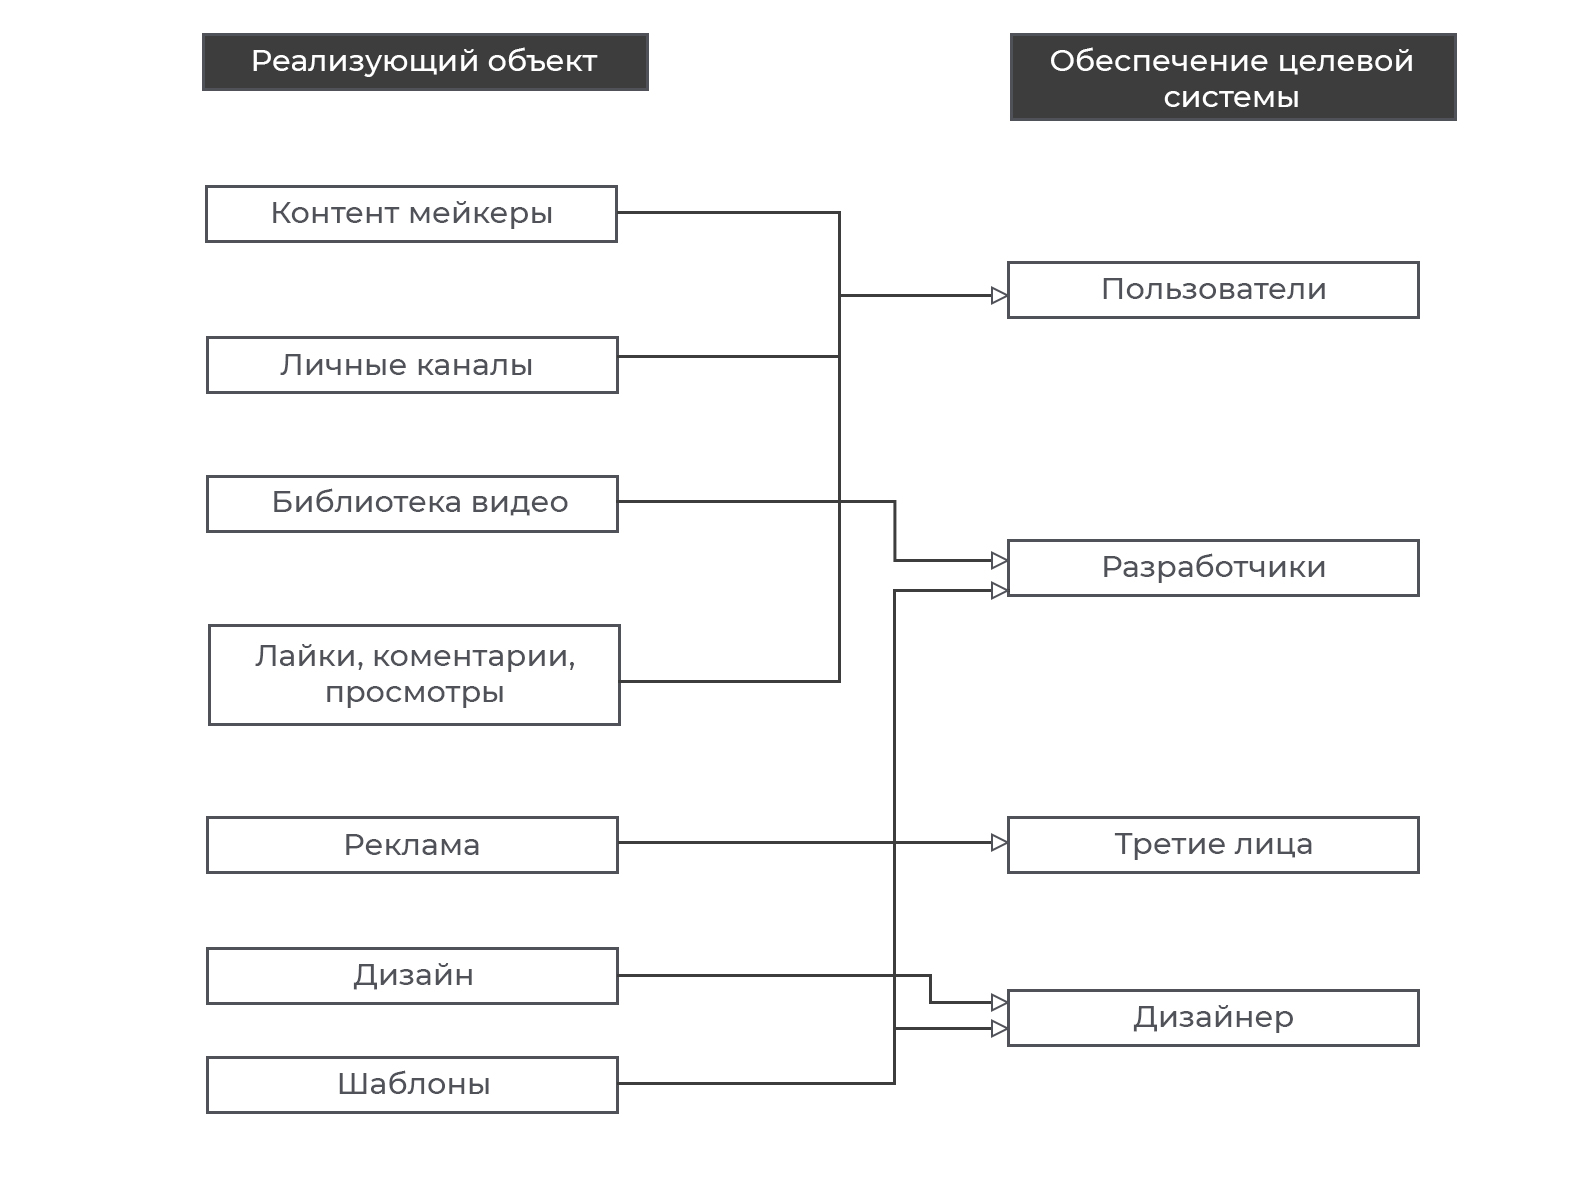 Реализующий объект
Обеспечение целевой
системы
Контент мейкеры
Пользователи
Личные каналы
Библиотека видео
Разработчики
Лайки, коментарии,
просмотры
Реклама
Третие лица
Дизайн
Дизайнер
Шаблоны